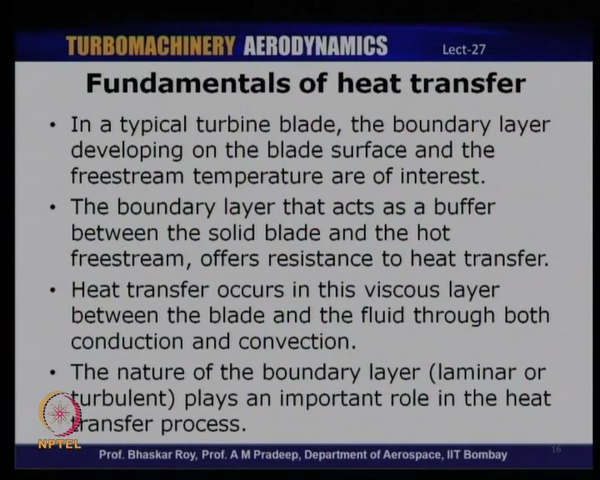 TURBOMACHINERY AERODYNAMICS Lect-27
Fundamentals of heat transfer
• In a typical turbine blade, the boundary layer
developing on the blade surface and the
freestream temperature are of interest.
• The boundary layer that acts as a buffer
between the solid blade and the hot
freestream, offers resistance to heat transfer.
• Heat transfer occurs in this viscous layer
between the blade and the fluid through both
conduction and convection.
• The nature of the boundary layer (laminar or
turbulent) plays an important role in the heat
transfer process.
NPTEL
Prof. Bhaskar Roy, Prof. A M Pradeep, Department of Aerospace, IIT Bombay
16